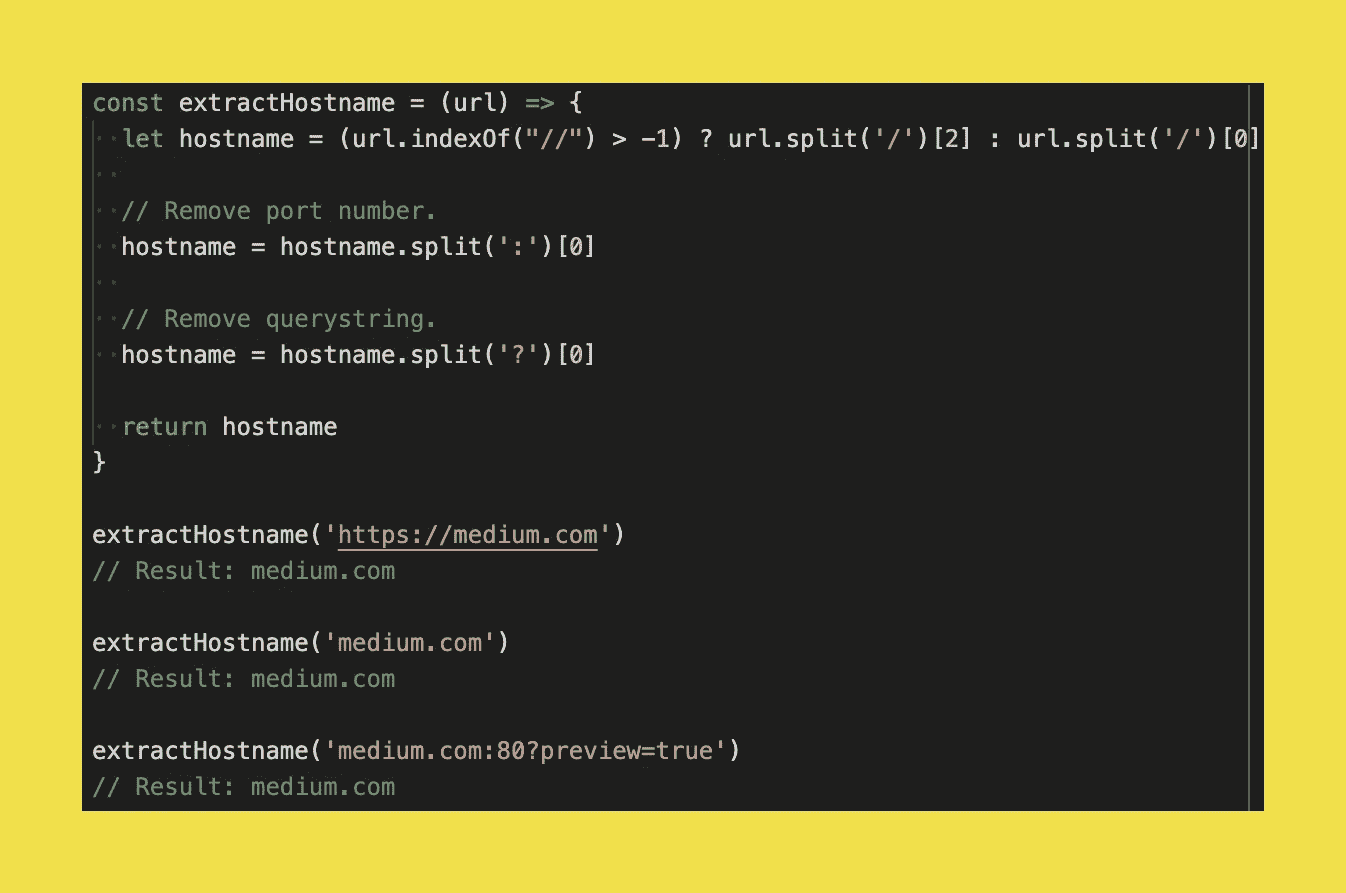 const extractHostname = (url) => {
  let hostname = (url.indexOf("//") > -1) ? url.split('/')[2] : url.split('/')[0]
  // Remove port number.
  hostname = hostname.split(':')[0]
  // Remove querystring.
  hostname = hostname.split('?')[0]
  return hostname
}
extractHostname('https://medium.com')
// Result: medium.com
extractHostname('medium.com')
// Result: medium.com
extractHostname('medium.com:80?preview=true')
// Result: medium.com